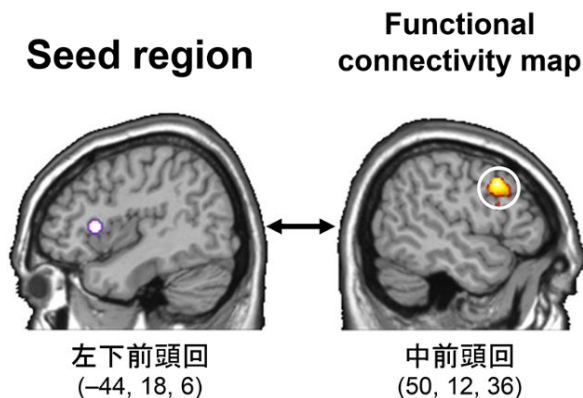 Seed region
Functional
connectivity map
左下前頭回
(–44, 18, 6)
中前頭回
(50, 12, 36)